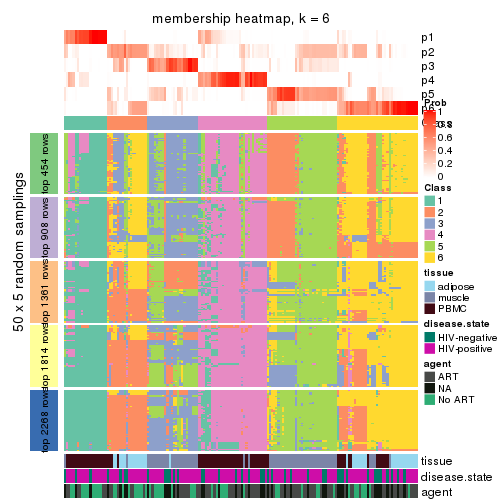 membership heatmap, k = 6
p1
p2
p3
p4
p5
p6
Prob
1
0.8
0.6
0.4
0.2
0
Class
1
2
3
4
5
6
tissue
adipose
muscle
PBMC
disease.state
HIV-negative
HIV-positive
agent
ART
NA
No ART
50 x 5 random samplings
top 454 rows
top 908 rows
top 1361 rows
top 1814 rows
top 2268 rows
tissue
disease.state
agent